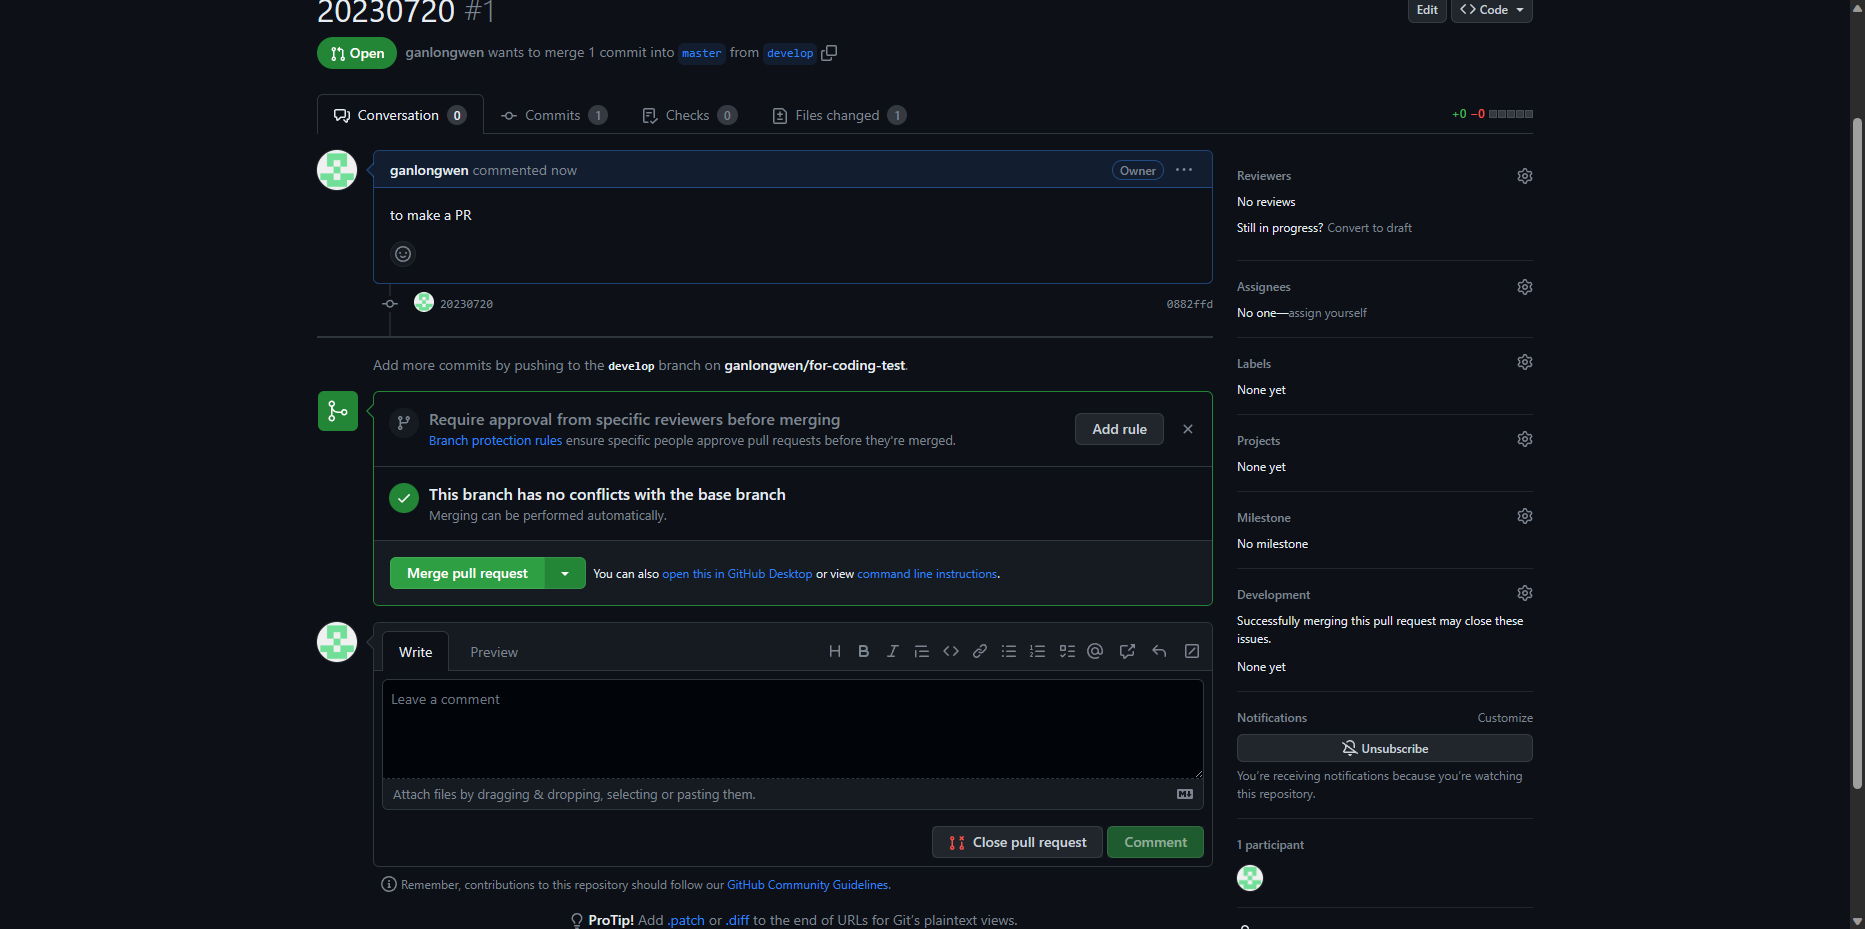 20230720 #1
Edit
<> Code
Open
ganlongwen wants to merge 1 commit into master from develop
Conversation 0
Commits 1
Checks 0
Files changed 1
+0 −0
ganlongwen commented now
Owner
to make a PR
20230720
0882ffd
Add more commits by pushing to the develop branch on ganlongwen/for-coding-test.
Require approval from specific reviewers before merging
Branch protection rules ensure specific people approve pull requests before they're merged.
Add rule
This branch has no conflicts with the base branch
Merging can be performed automatically.
Merge pull request
You can also open this in GitHub Desktop or view command line instructions.
Write
Preview
Leave a comment
Attach files by dragging & dropping, selecting or pasting them.
Close pull request
Comment
Remember, contributions to this repository should follow our GitHub Community Guidelines.
ProTip! Add .patch or .diff to the end of URLs for Git's plaintext views.
Reviewers
No reviews
Still in progress? Convert to draft
Assignees
No one—assign yourself
Labels
None yet
Projects
None yet
Milestone
No milestone
Development
Successfully merging this pull request may close these
issues.
None yet
Notifications
Customize
Unsubscribe
You're receiving notifications because you're watching
this repository.
1 participant